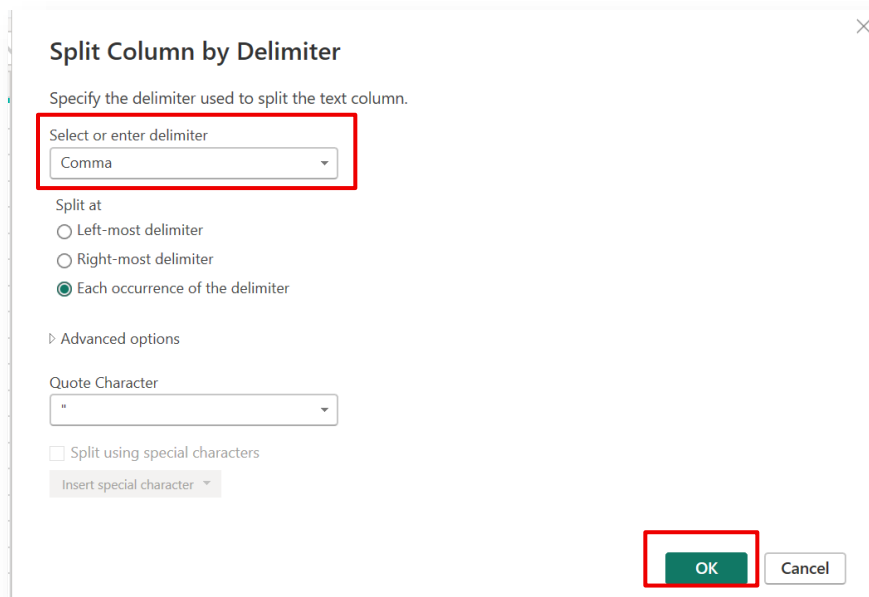 Split Column by Delimiter
Specify the delimiter used to split the text column.
Select or enter delimiter
Comma
Split at
Left-most delimiter
Right-most delimiter
Each occurrence of the delimiter
Advanced options
Quote Character
"
Split using special characters
Insert special character
OK
Cancel